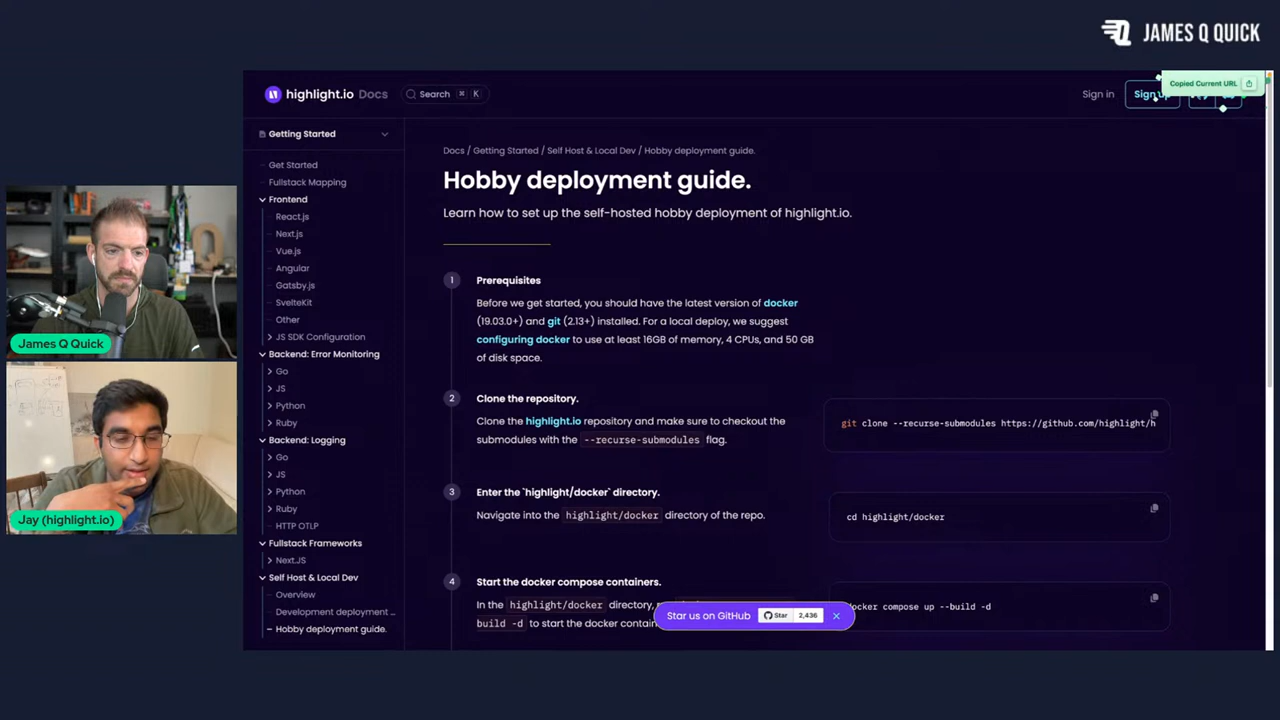 JAMES Q QUICK
highlight.io Docs
Search
⌘ K
Sign in
Copied Current URL
Getting Started
Get Started
Fullstack Mapping
Frontend
React.js
Next.js
Vue.js
Angular
Gatsby.js
SvelteKit
Other
JS SDK Configuration
Backend: Error Monitoring
Go
JS
Python
Ruby
Backend: Logging
Go
JS
Python
Ruby
HTTP OTLP
Fullstack Frameworks
Next.JS
Self Host & Local Dev
Overview
Development deployment ...
Hobby deployment guide.
Docs / Getting Started / Self Host & Local Dev / Hobby deployment guide.
Hobby deployment guide.
Learn how to set up the self-hosted hobby deployment of highlight.io.
1 Prerequisites
Before we get started, you should have the latest version of docker
(19.03.0+) and git (2.13+) installed. For a local deploy, we suggest
configuring docker to use at least 16GB of memory, 4 CPUs, and 50 GB
of disk space.
2 Clone the repository.
Clone the highlight.io repository and make sure to checkout the
submodules with the --recurse-submodules flag.
git clone --recurse-submodules https://github.com/highlight/h
3 Enter the `highlight/docker` directory.
Navigate into the highlight/docker directory of the repo.
cd highlight/docker
4 Start the docker compose containers.
In the highlight/docker directory,
build -d to start the docker
ocker compose up --build -d
Star us on GitHub
Star 2,436
James Q Quick
Jay (highlight.io)